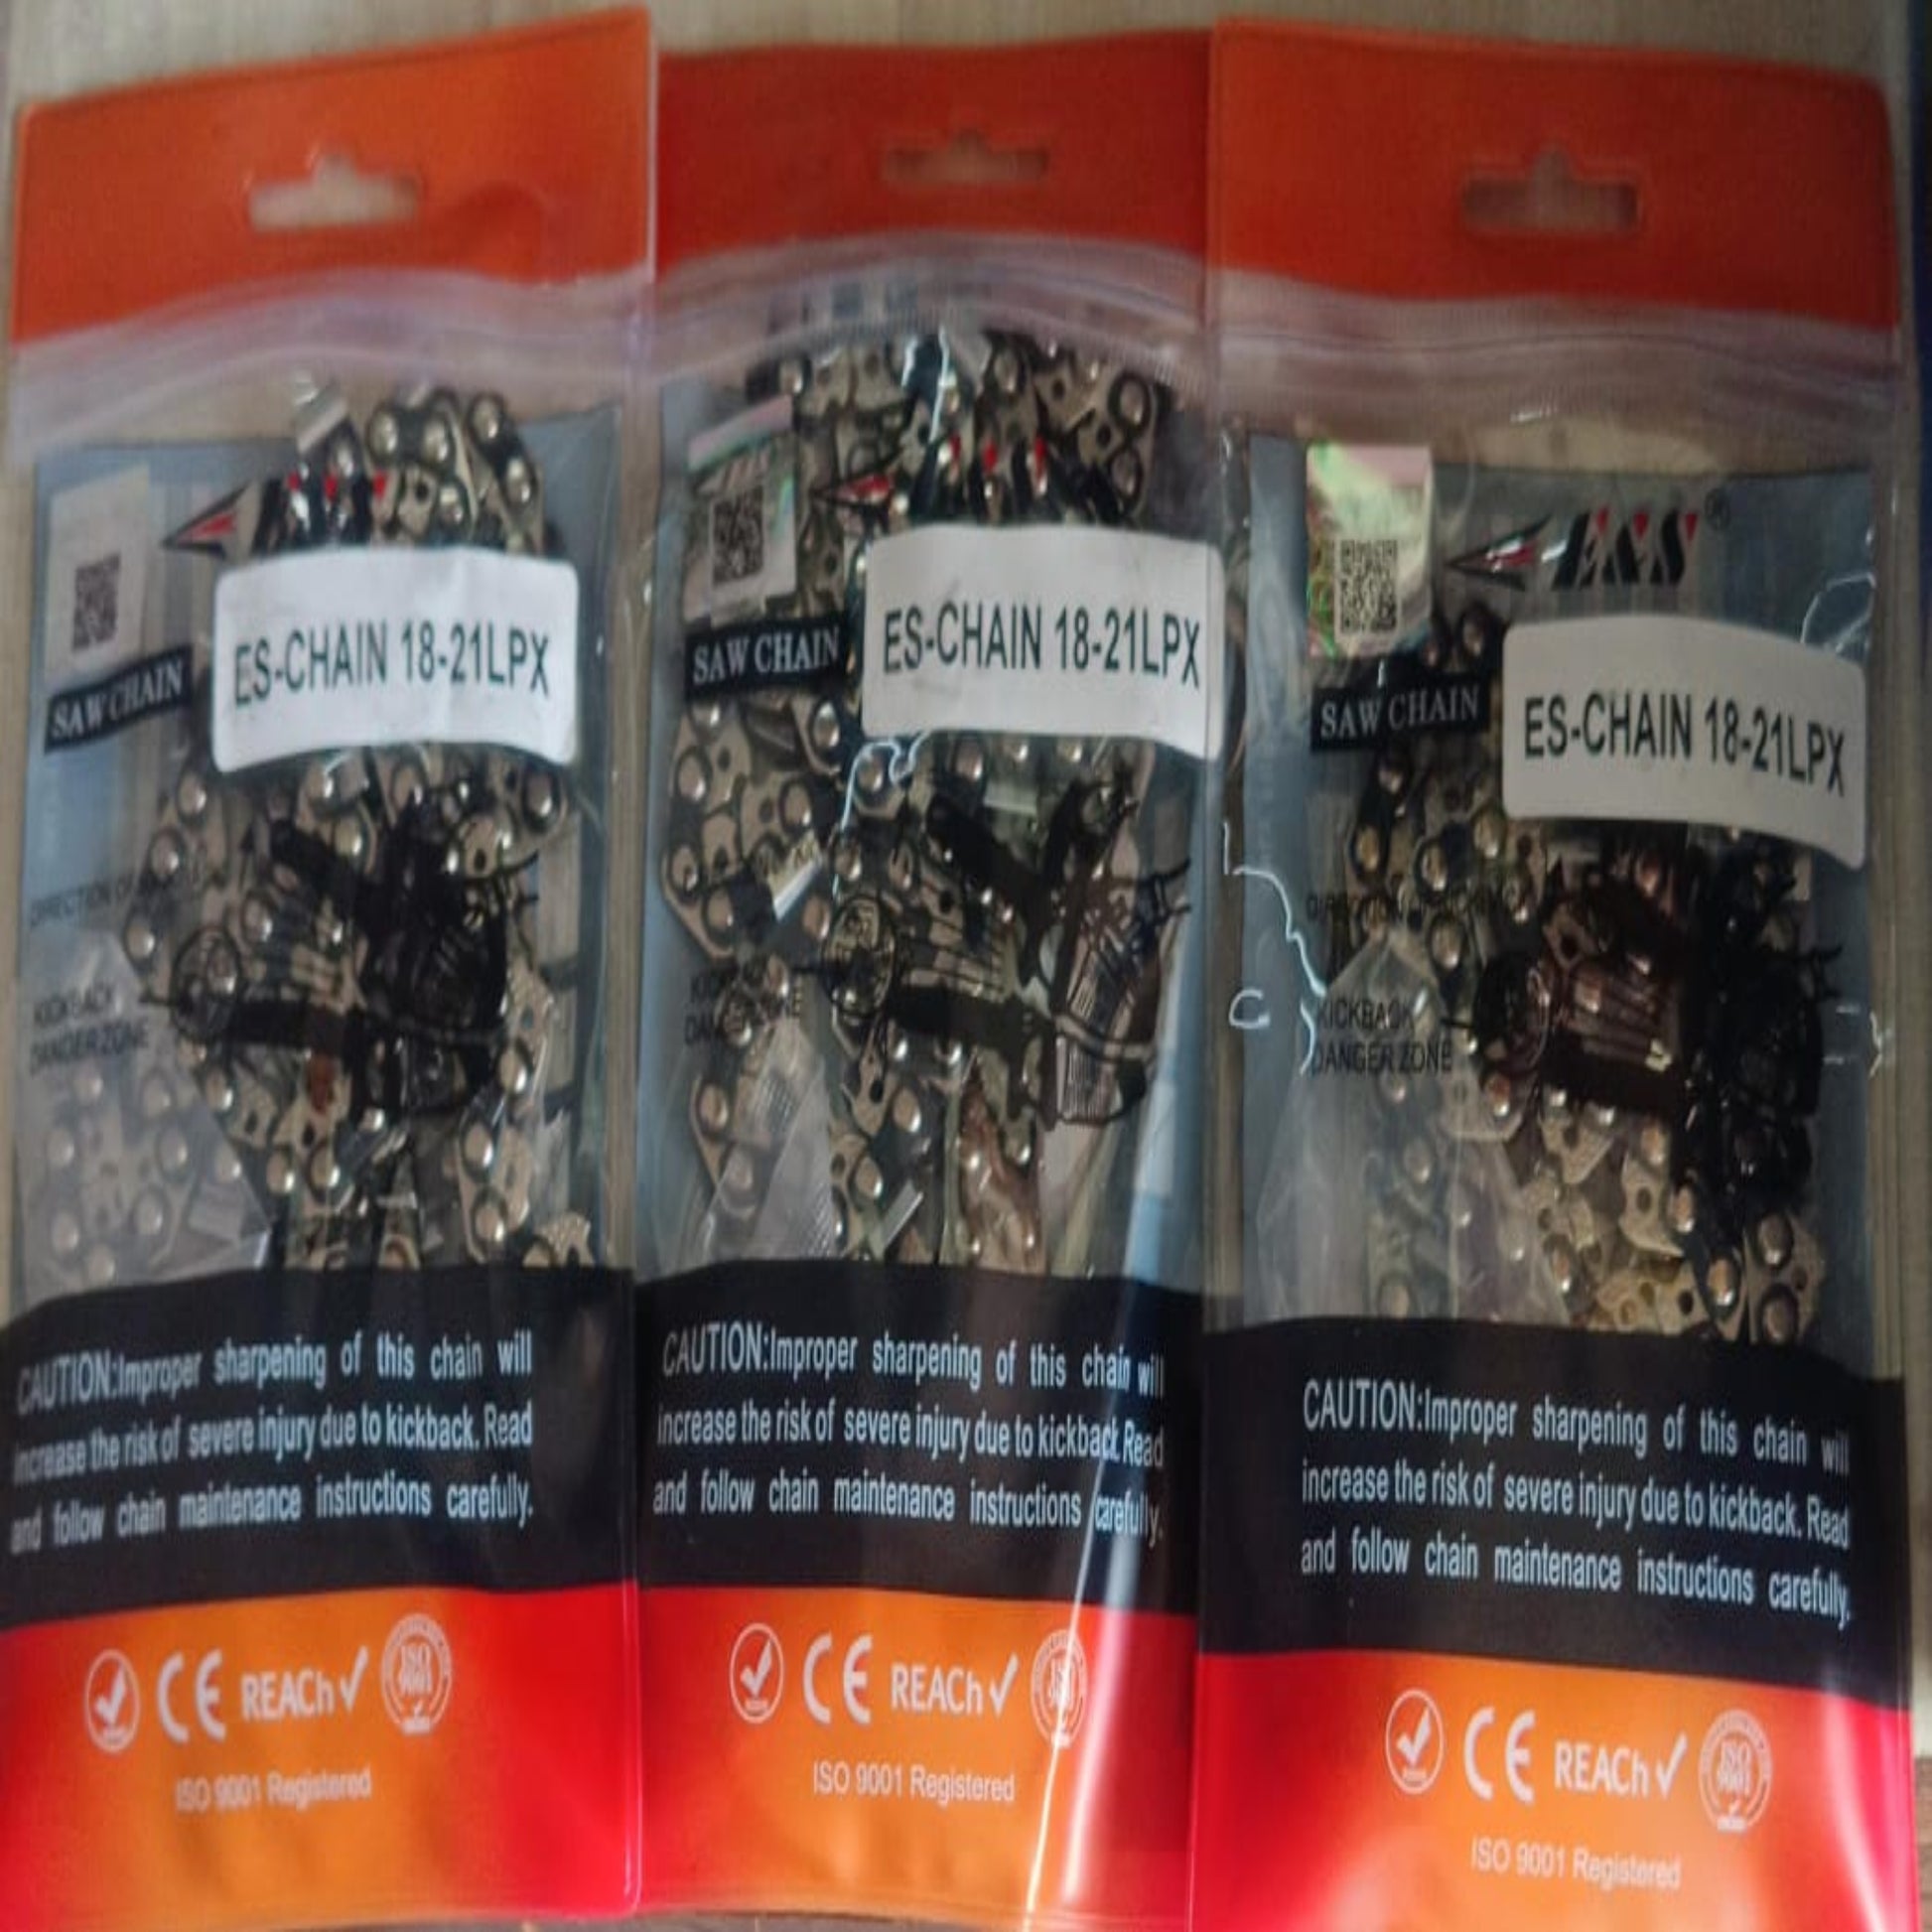 ES-CHAIN 18-21LPX
SAW CHAIN
KICKBACK
DANGER ZONE
CAUTION:Improper sharpening of this chain will
increase the risk of severe injury due to kickback. Read
and follow chain maintenance instructions carefully.
CE REACh
ISO 9001
ISO 9001 Registered
ES-CHAIN 18-21LPX
SAW CHAIN
CAUTION:Improper sharpening of this chain will
increase the risk of severe injury due to kickback. Read
and follow chain maintenance instructions carefully.
CE REACh
ISO 9001 Registered
E&S®
ES-CHAIN 18-21LPX
SAW CHAIN
KICKBACK
DANGER ZONE
CAUTION:Improper sharpening of this chain will
increase the risk of severe injury due to kickback. Read
and follow chain maintenance instructions carefully.
CE REACh
ISO 9001
ISO 9001 Registered